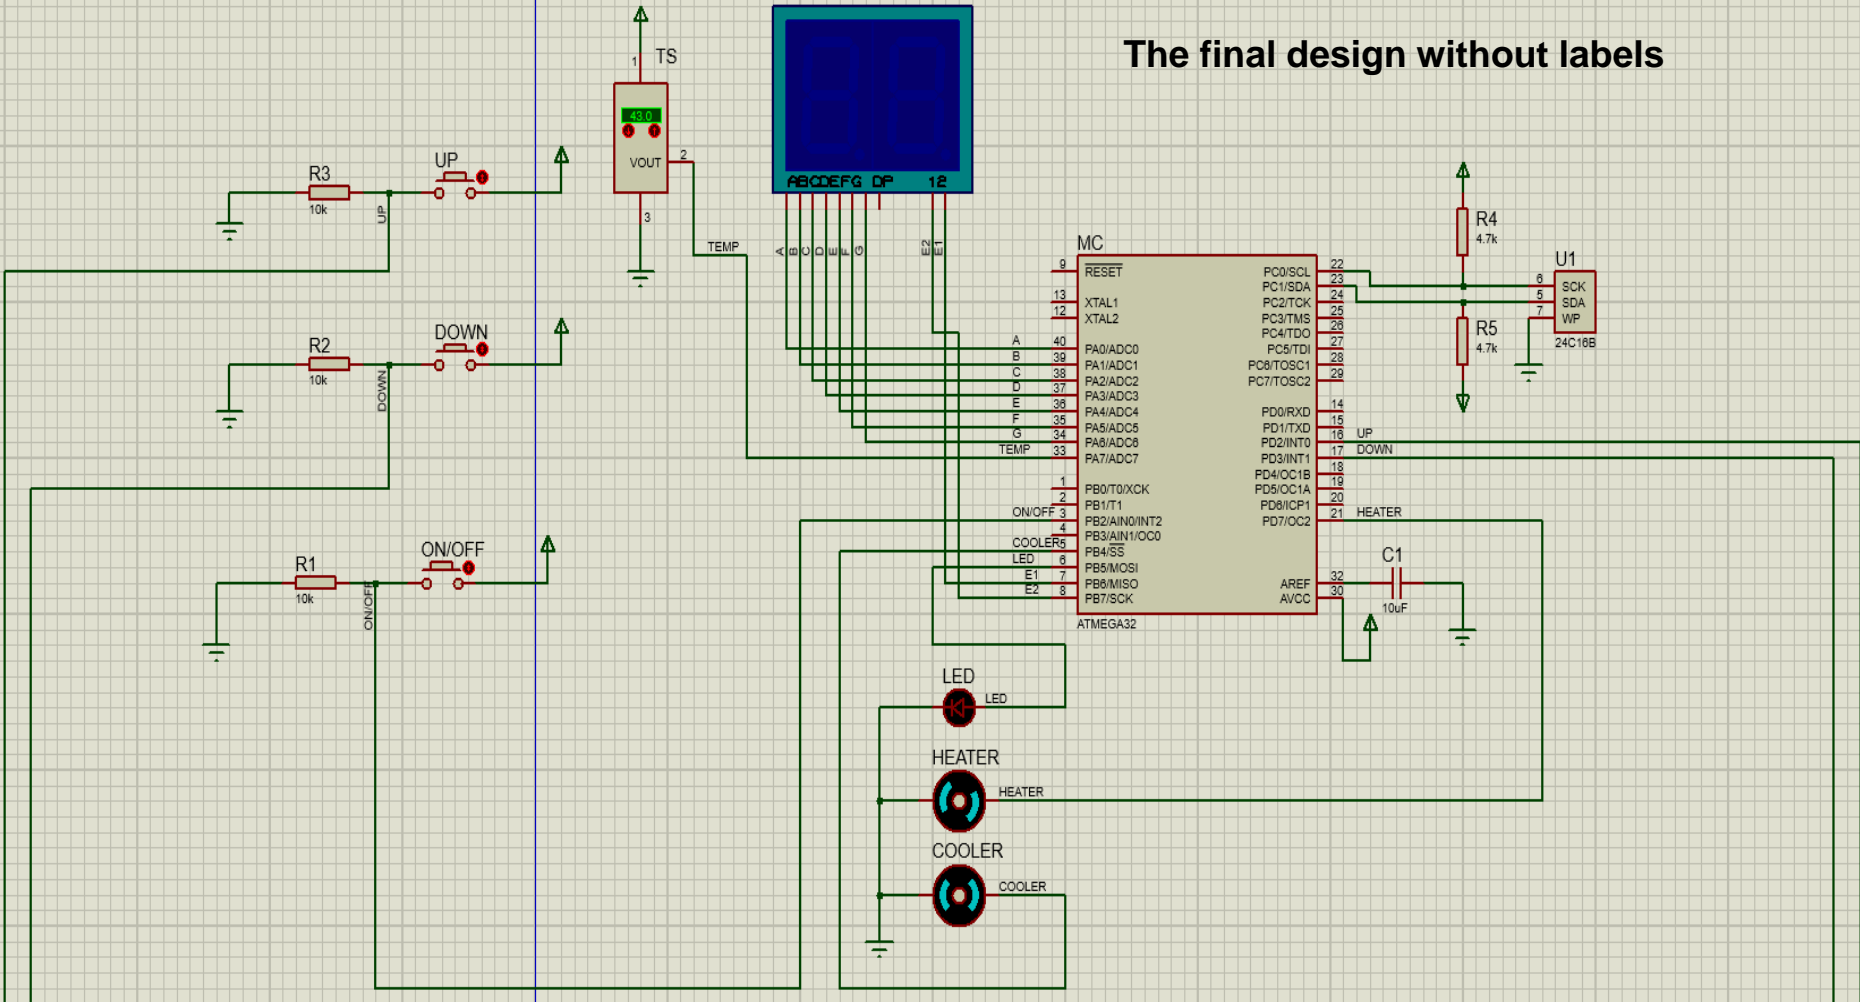 The final design without labels
TS
1
43.0
VOUT
2
3
TEMP
ABCDEFG DP 12
A
B
C
D
E
F
G
E2
E1
R3
10k
UP
UP
R2
10k
DOWN
DOWN
R1
10k
ON/OFF
ON/OFF
MC
9 RESET
13 XTAL1
12 XTAL2
A 40 PA0/ADC0
B 39 PA1/ADC1
C 38 PA2/ADC2
D 37 PA3/ADC3
E 36 PA4/ADC4
F 35 PA5/ADC5
G 34 PA6/ADC6
TEMP 33 PA7/ADC7
1 PB0/T0/XCK
2 PB1/T1
ON/OFF 3 PB2/AIN0/INT2
4 PB3/AIN1/OC0
COOLER 5 PB4/SS
LED 6 PB5/MOSI
E1 7 PB6/MISO
E2 8 PB7/SCK
PC0/SCL 22
PC1/SDA 23
PC2/TCK 24
PC3/TMS 25
PC4/TDO 26
PC5/TDI 27
PC6/TOSC1 28
PC7/TOSC2 29
PD0/RXD 14
PD1/TXD 15
PD2/INT0 16 UP
PD3/INT1 17 DOWN
PD4/OC1B 18
PD5/OC1A 19
PD6/ICP1 20
PD7/OC2 21 HEATER
AREF 32
AVCC 30
ATMEGA32
R4
4.7k
R5
4.7k
U1
6 SCK
5 SDA
7 WP
24C16B
C1
10uF
LED
LED
HEATER
HEATER
COOLER
COOLER